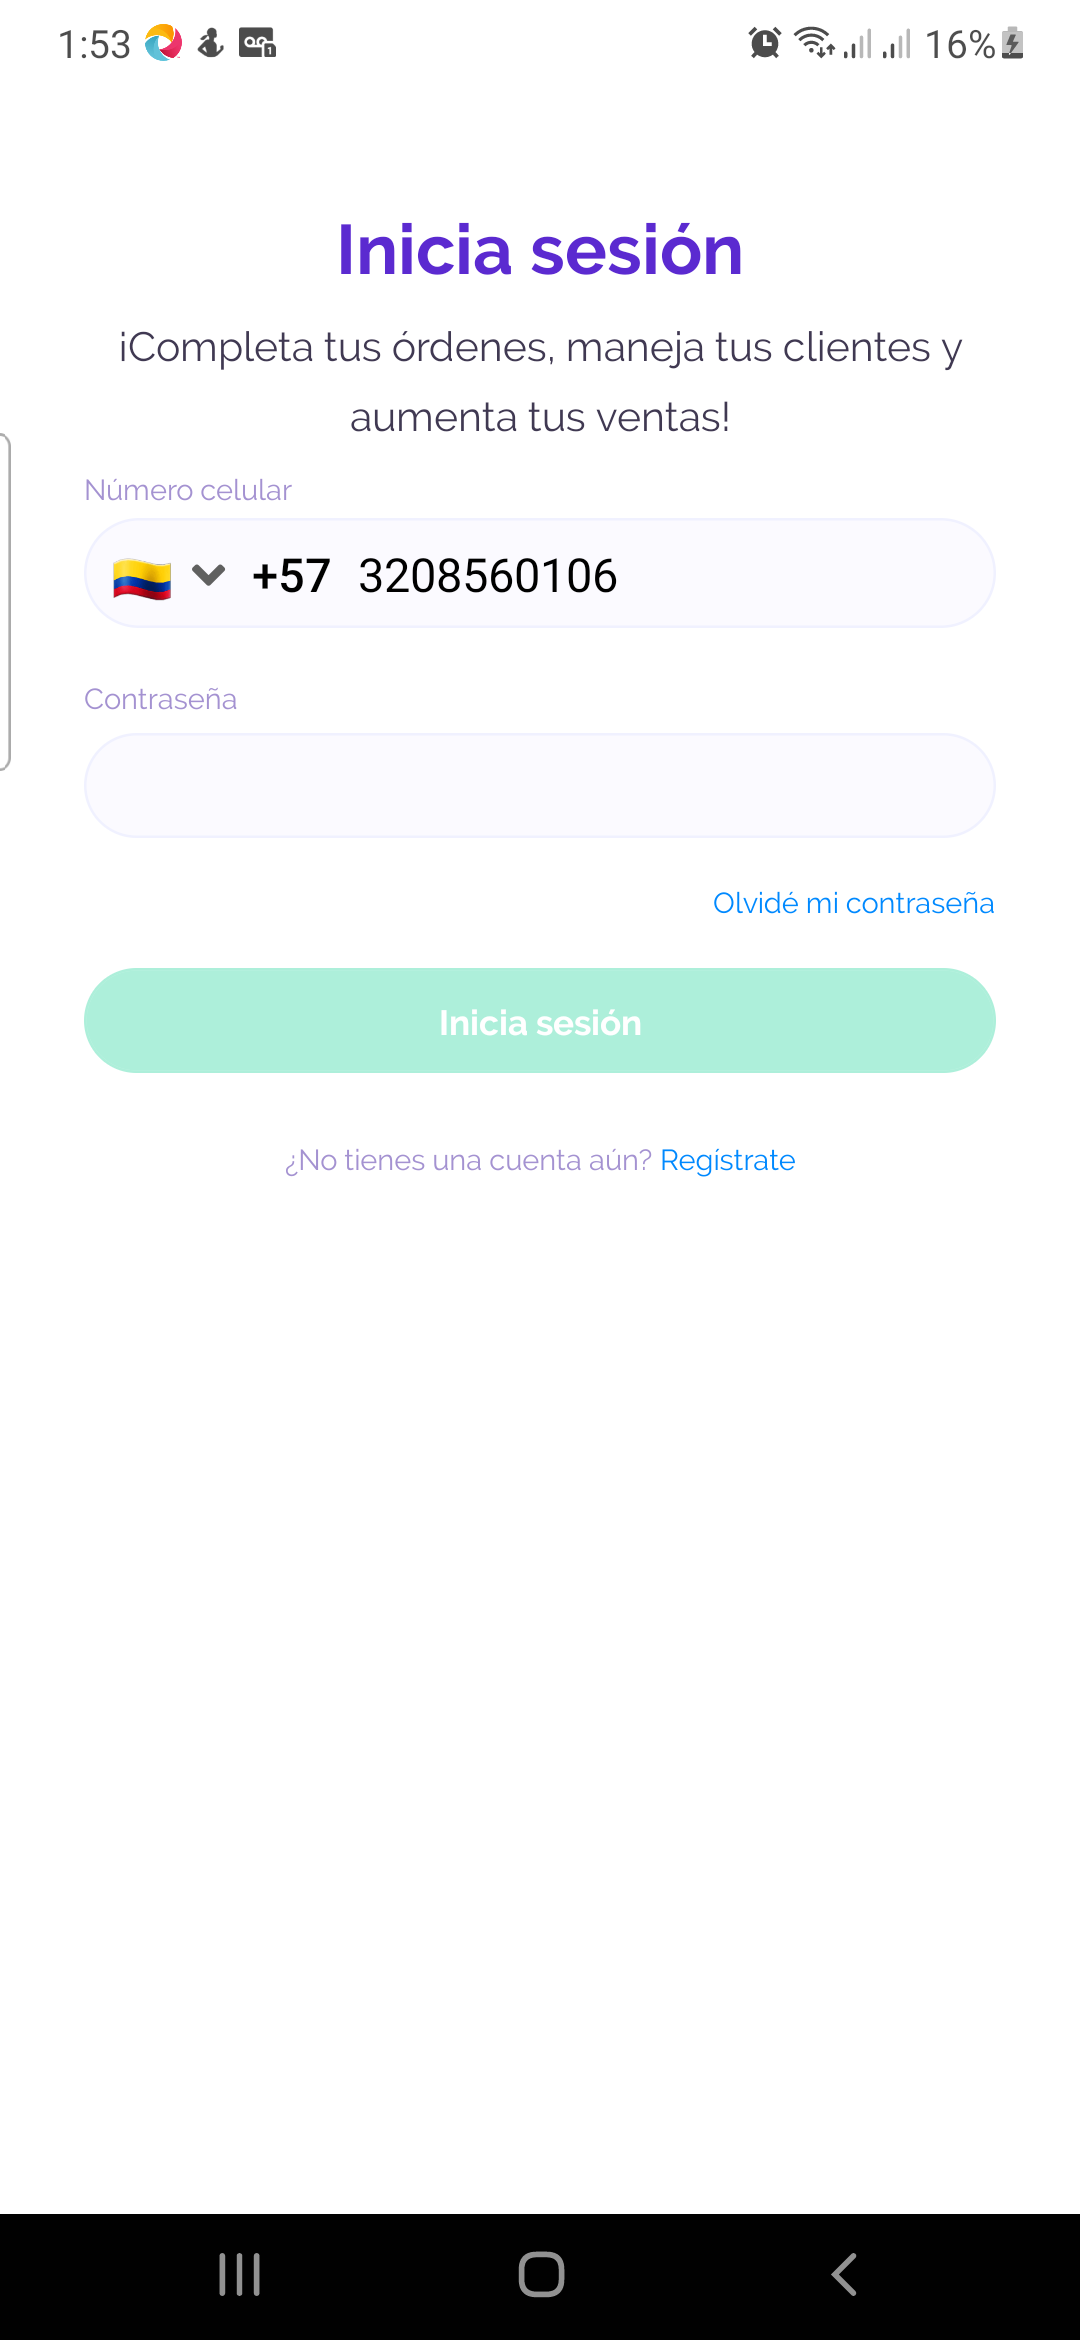 1:53
16%
Inicia sesión
¡Completa tus órdenes, maneja tus clientes y
aumenta tus ventas!
Número celular
+57 3208560106
Contraseña
Olvidé mi contraseña
Inicia sesión
¿No tienes una cuenta aún? Regístrate